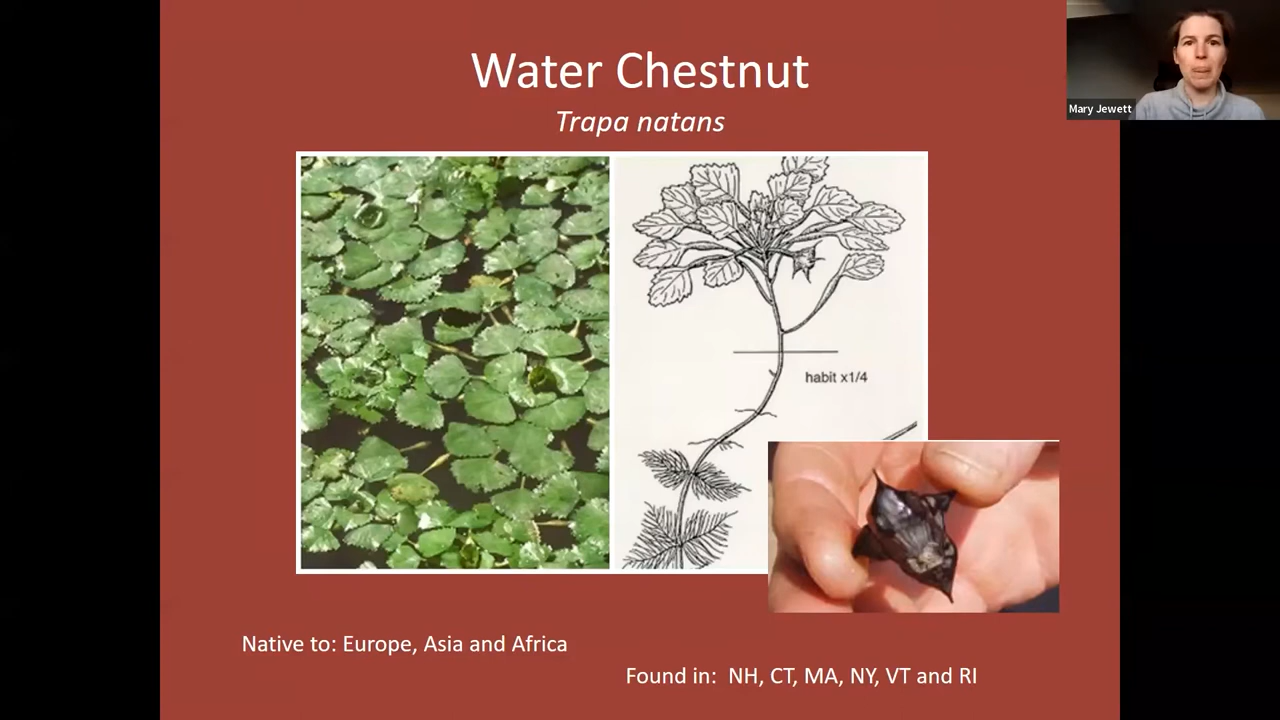 Water Chestnut
Trapa natans
Mary Jewett
habit x1/4
Native to: Europe, Asia and Africa
Found in: NH, CT, MA, NY, VT and RI